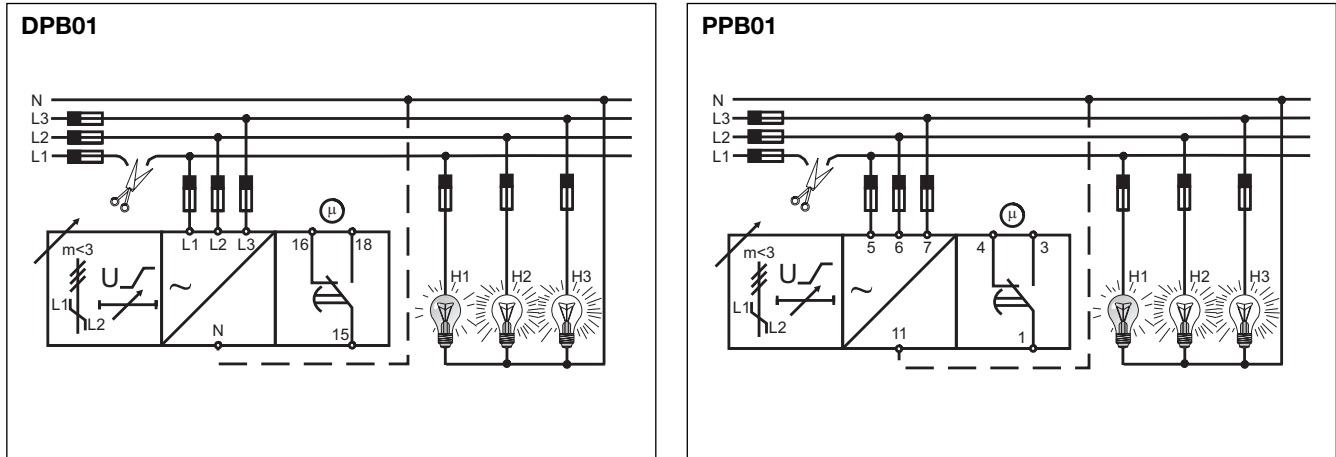 DPB01
N
L3
L2
L1
μ
L1 L2 L3 16 18
m<3
U
~
L1
L2
N
15
H1 H2 H3
PPB01
N
L3
L2
L1
μ
5 6 7 4 3
m<3
U
~
L1
L2
11
1
H1 H2 H3